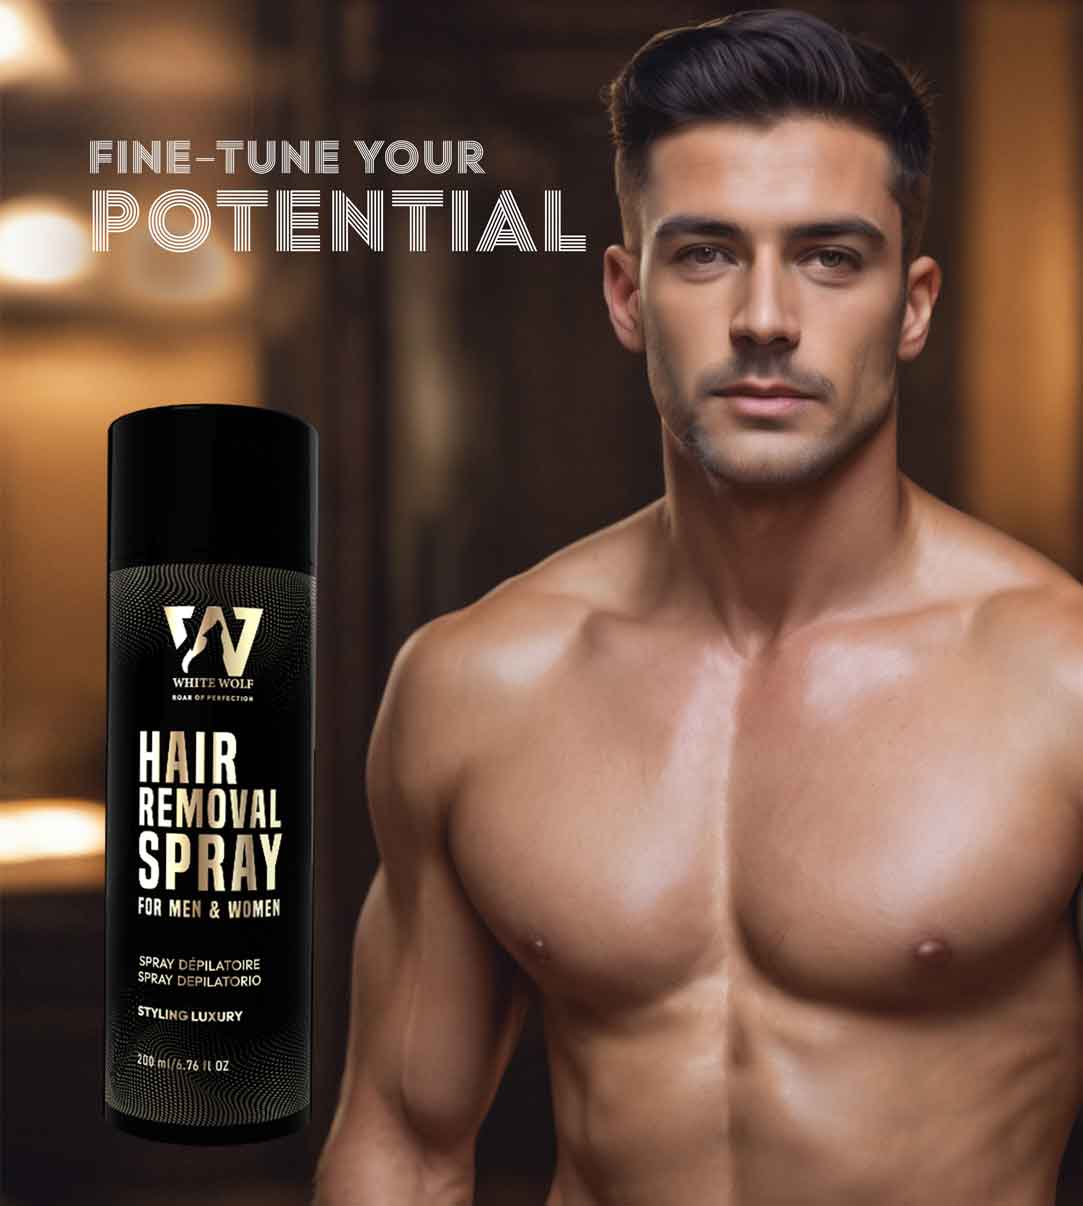 FINE-TUNE YOUR
POTENTIAL
W
WHITE WOLF
ROAR OF PERFECTION
HAIR
REMOVAL
SPRAY
FOR MEN & WOMEN
SPRAY DÉPILATOIRE
SPRAY DEPILATORIO
STYLING LUXURY
200 ml/6.76 fl OZ